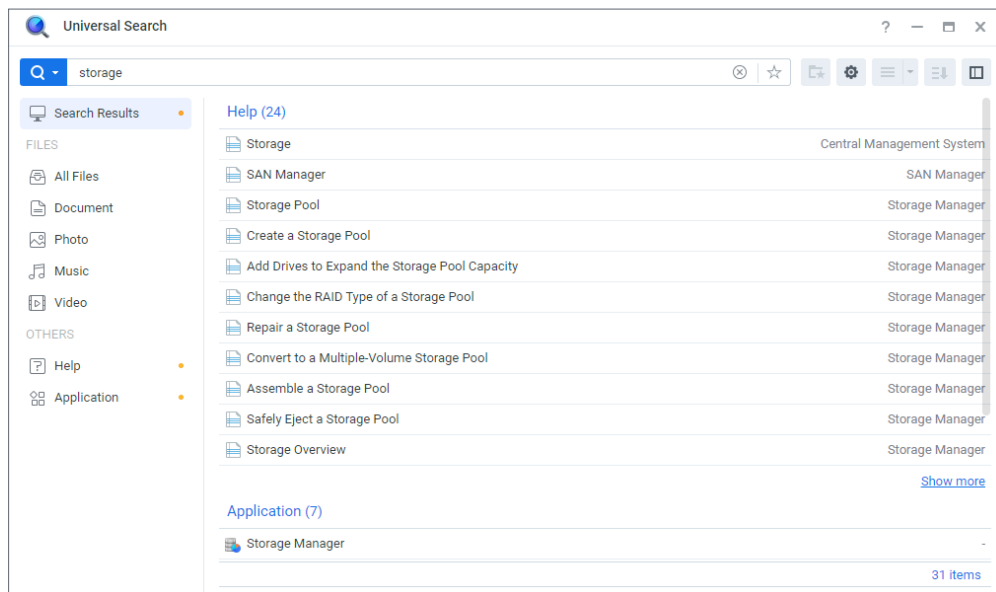 Universal Search
storage
Search Results
FILES
All Files
Document
Photo
Music
Video
OTHERS
Help
Application
Help (24)
Storage Central Management System
SAN Manager SAN Manager
Storage Pool Storage Manager
Create a Storage Pool Storage Manager
Add Drives to Expand the Storage Pool Capacity Storage Manager
Change the RAID Type of a Storage Pool Storage Manager
Repair a Storage Pool Storage Manager
Convert to a Multiple-Volume Storage Pool Storage Manager
Assemble a Storage Pool Storage Manager
Safely Eject a Storage Pool Storage Manager
Storage Overview Storage Manager
Show more
Application (7)
Storage Manager -
31 items